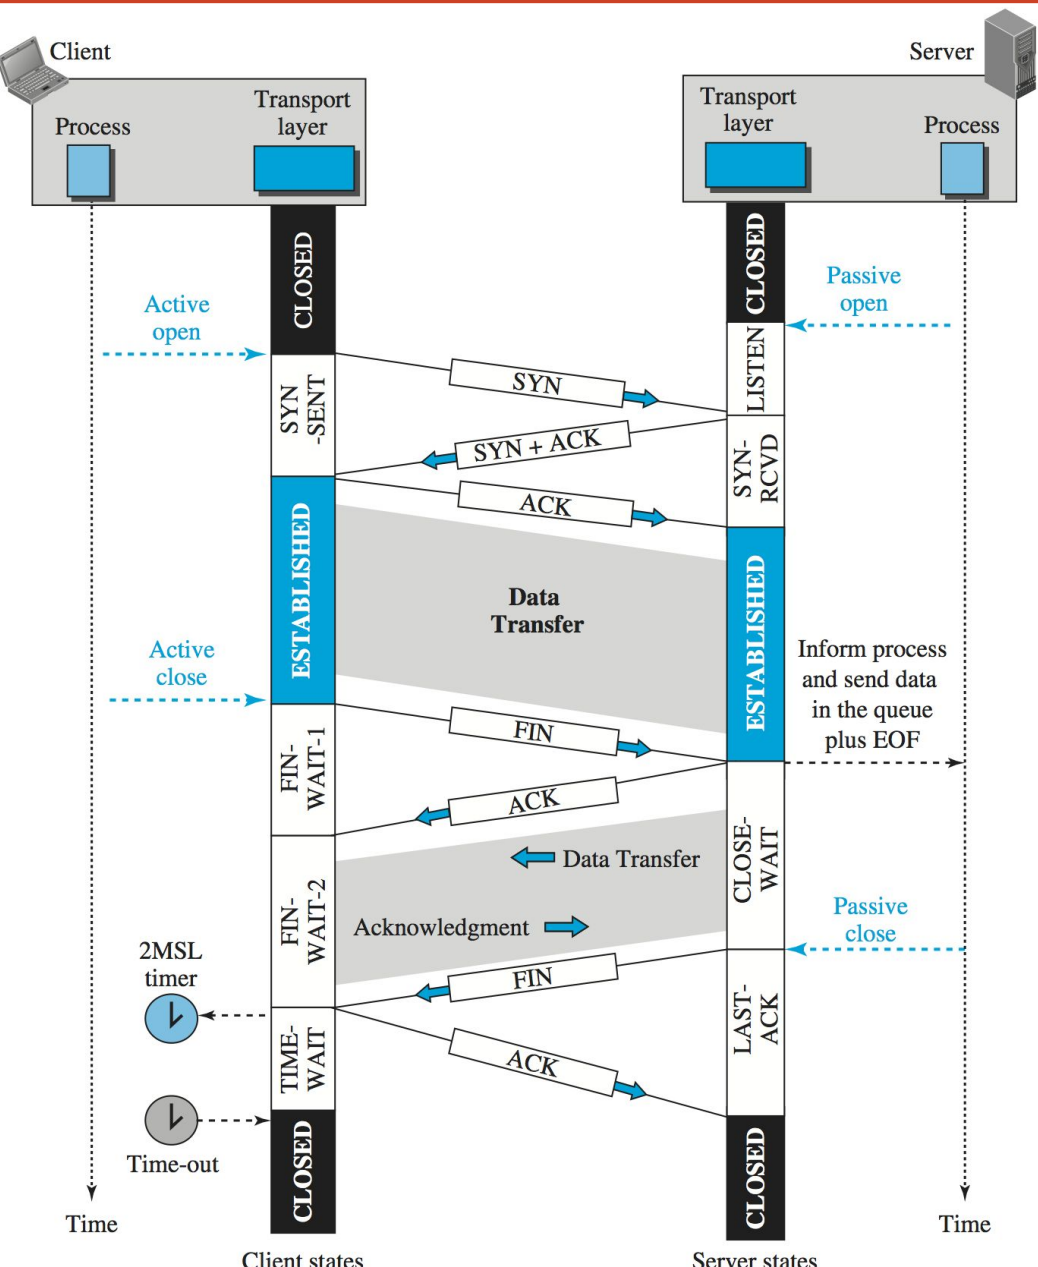 Client
Server
Transport
layer
Process
Transport
layer
Process
CLOSED
CLOSED
Active
open
Passive
open
LISTEN
SYN
-SENT
SYN
SYN + ACK
SYN-
RCVD
ACK
ESTABLISHED
Data
Transfer
ESTABLISHED
Active
close
Inform process
and send data
in the queue
plus EOF
FIN
FIN-
WAIT-1
ACK
CLOSE-
WAIT
Data Transfer
FIN-
WAIT-2
Acknowledgment
Passive
close
2MSL
timer
FIN
LAST-
ACK
TIME-
WAIT
ACK
Time-out
CLOSED
CLOSED
Time
Time
Client states
Server states